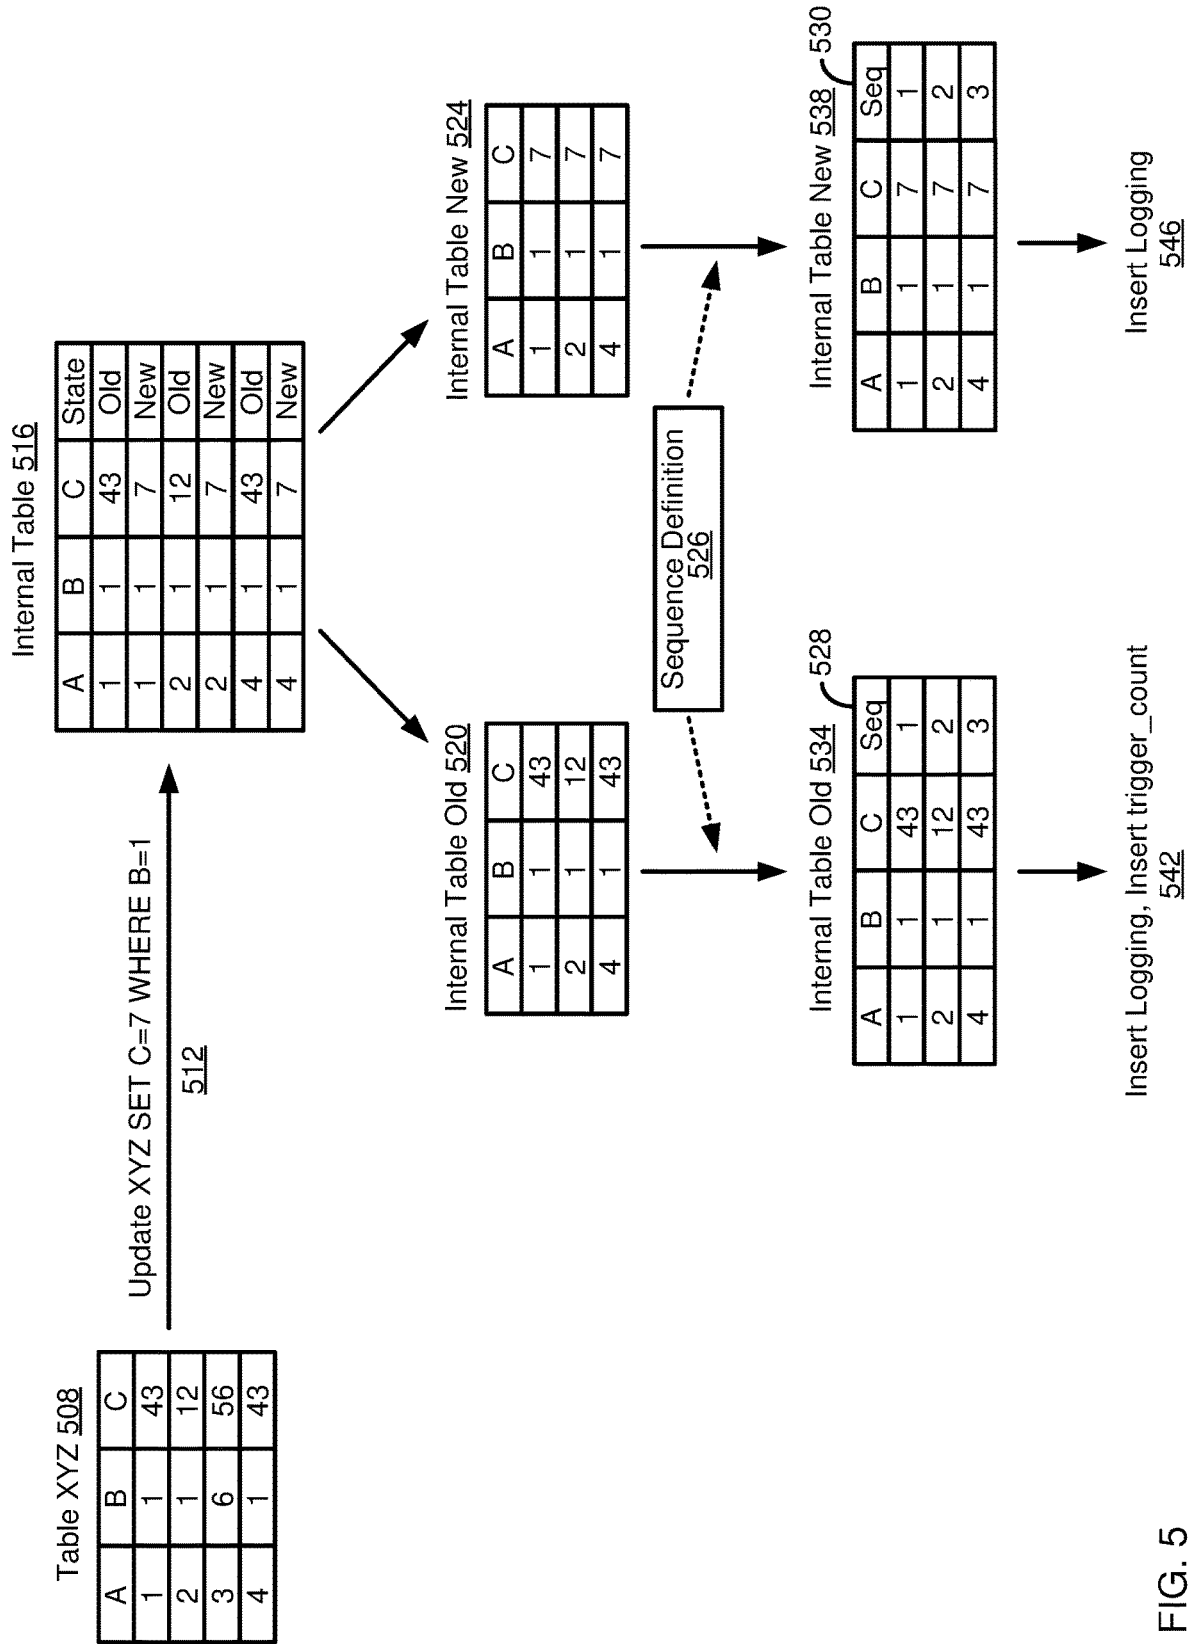 Table XYZ 508
A B C
1 1 43
2 1 12
3 6 56
4 1 43
Update XYZ SET C=7 WHERE B=1
512
Internal Table 516
A B C State
1 1 43 Old
1 1 7 New
2 1 12 Old
2 1 7 New
4 1 43 Old
4 1 7 New
Internal Table Old 520
A B C
1 1 43
2 1 12
4 1 43
Internal Table New 524
A B C
1 1 7
2 1 7
4 1 7
Sequence Definition
526
Internal Table Old 534
528
A B C Seq
1 1 43 1
2 1 12 2
4 1 43 3
Internal Table New 538
530
A B C Seq
1 1 7 1
2 1 7 2
4 1 7 3
Insert Logging, Insert trigger_count
542
Insert Logging
546
FIG. 5